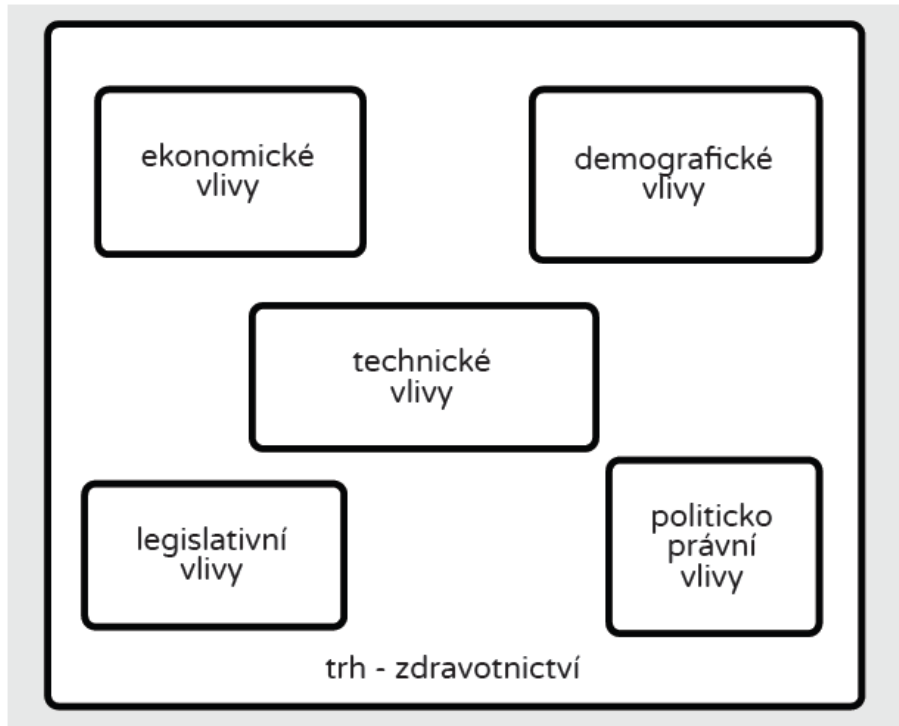 ekonomické
vlivy
demografické
vlivy
technické
vlivy
legislativní
vlivy
politicko
právní
vlivy
trh - zdravotnictví